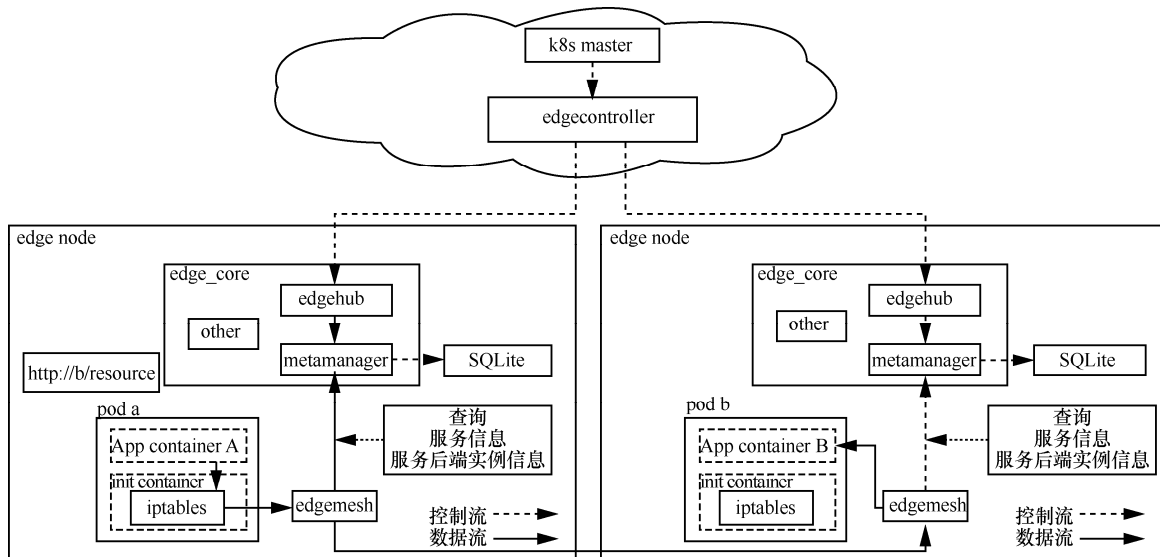 k8s master
edgecontroller
edge node
edge_core
edgehub
other
metamanager
SQLite
http://b/resource
pod a
App container A
init container
iptables
edgemesh
查询
服务信息
服务后端实例信息
控制流
数据流
edge node
edge_core
edgehub
other
metamanager
SQLite
pod b
App container B
init container
iptables
edgemesh
查询
服务信息
服务后端实例信息
控制流
数据流